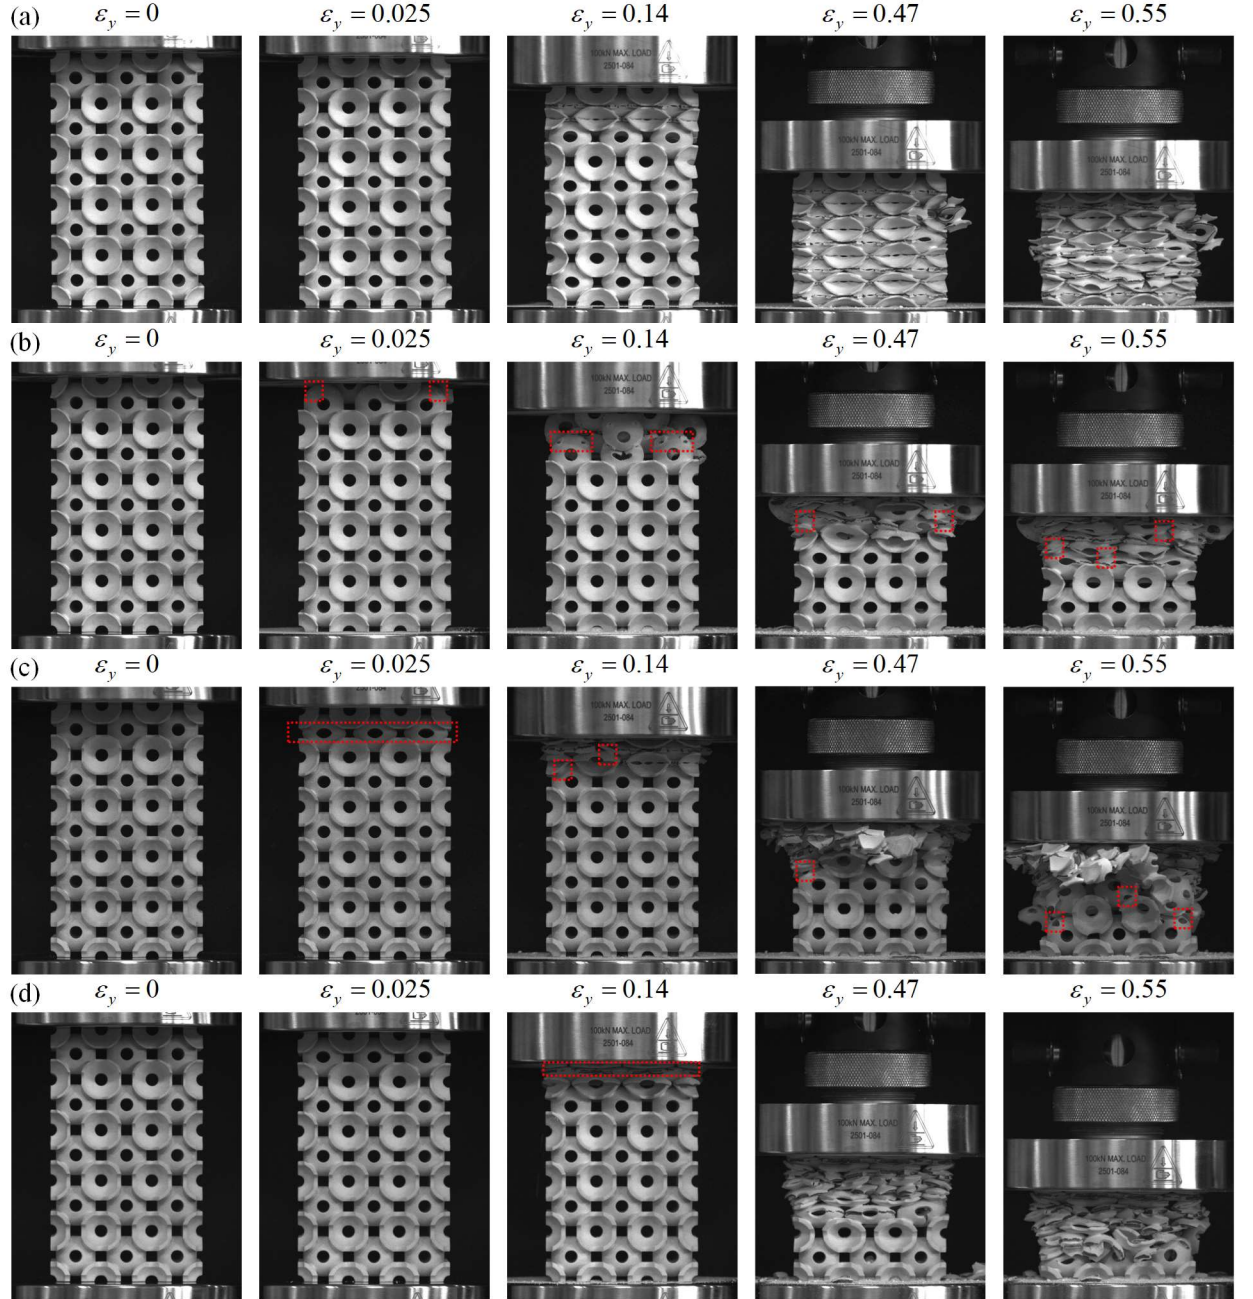 (a) ε_y = 0 ε_y = 0.025 ε_y = 0.14 ε_y = 0.47 ε_y = 0.55
2501-084 100kN MAX. LOAD 100kN MAX. LOAD 100kN MAX. LOAD
2501-084 2501-084 2501-084
(b) ε_y = 0 ε_y = 0.025 ε_y = 0.14 ε_y = 0.47 ε_y = 0.55
100kN MAX. LOAD 100kN MAX. LOAD 100kN MAX. LOAD
2501-084 2501-084 2501-084
(c) ε_y = 0 ε_y = 0.025 ε_y = 0.14 ε_y = 0.47 ε_y = 0.55
2501-084 100kN MAX. LOAD 100kN MAX. LOAD 100kN MAX. LOAD
2501-084 2501-084 2501-084
(d) ε_y = 0 ε_y = 0.025 ε_y = 0.14 ε_y = 0.47 ε_y = 0.55
100kN MAX. LOAD 100kN MAX. LOAD 100kN MAX. LOAD
2501-084 2501-084 2501-084